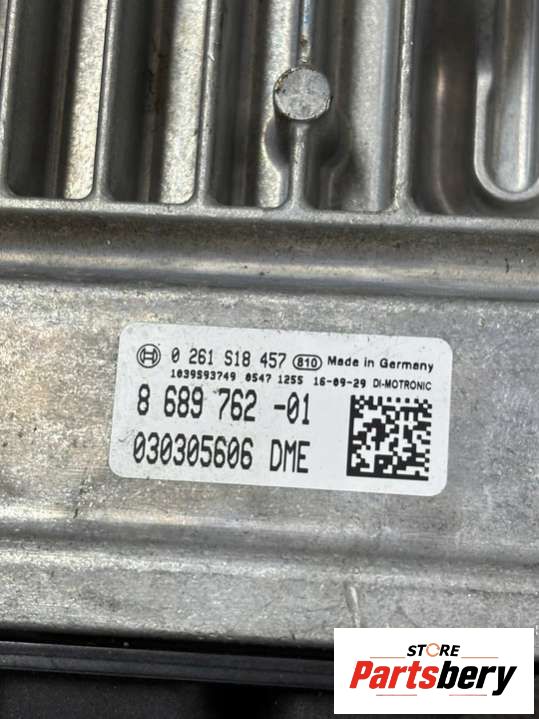 0 261 S18 457 810 Made in Germany
1039S93749 0547 1255 16-09-29 DI-MOTRONIC
8 689 762 -01
030305606 DME
STORE
Partsbery